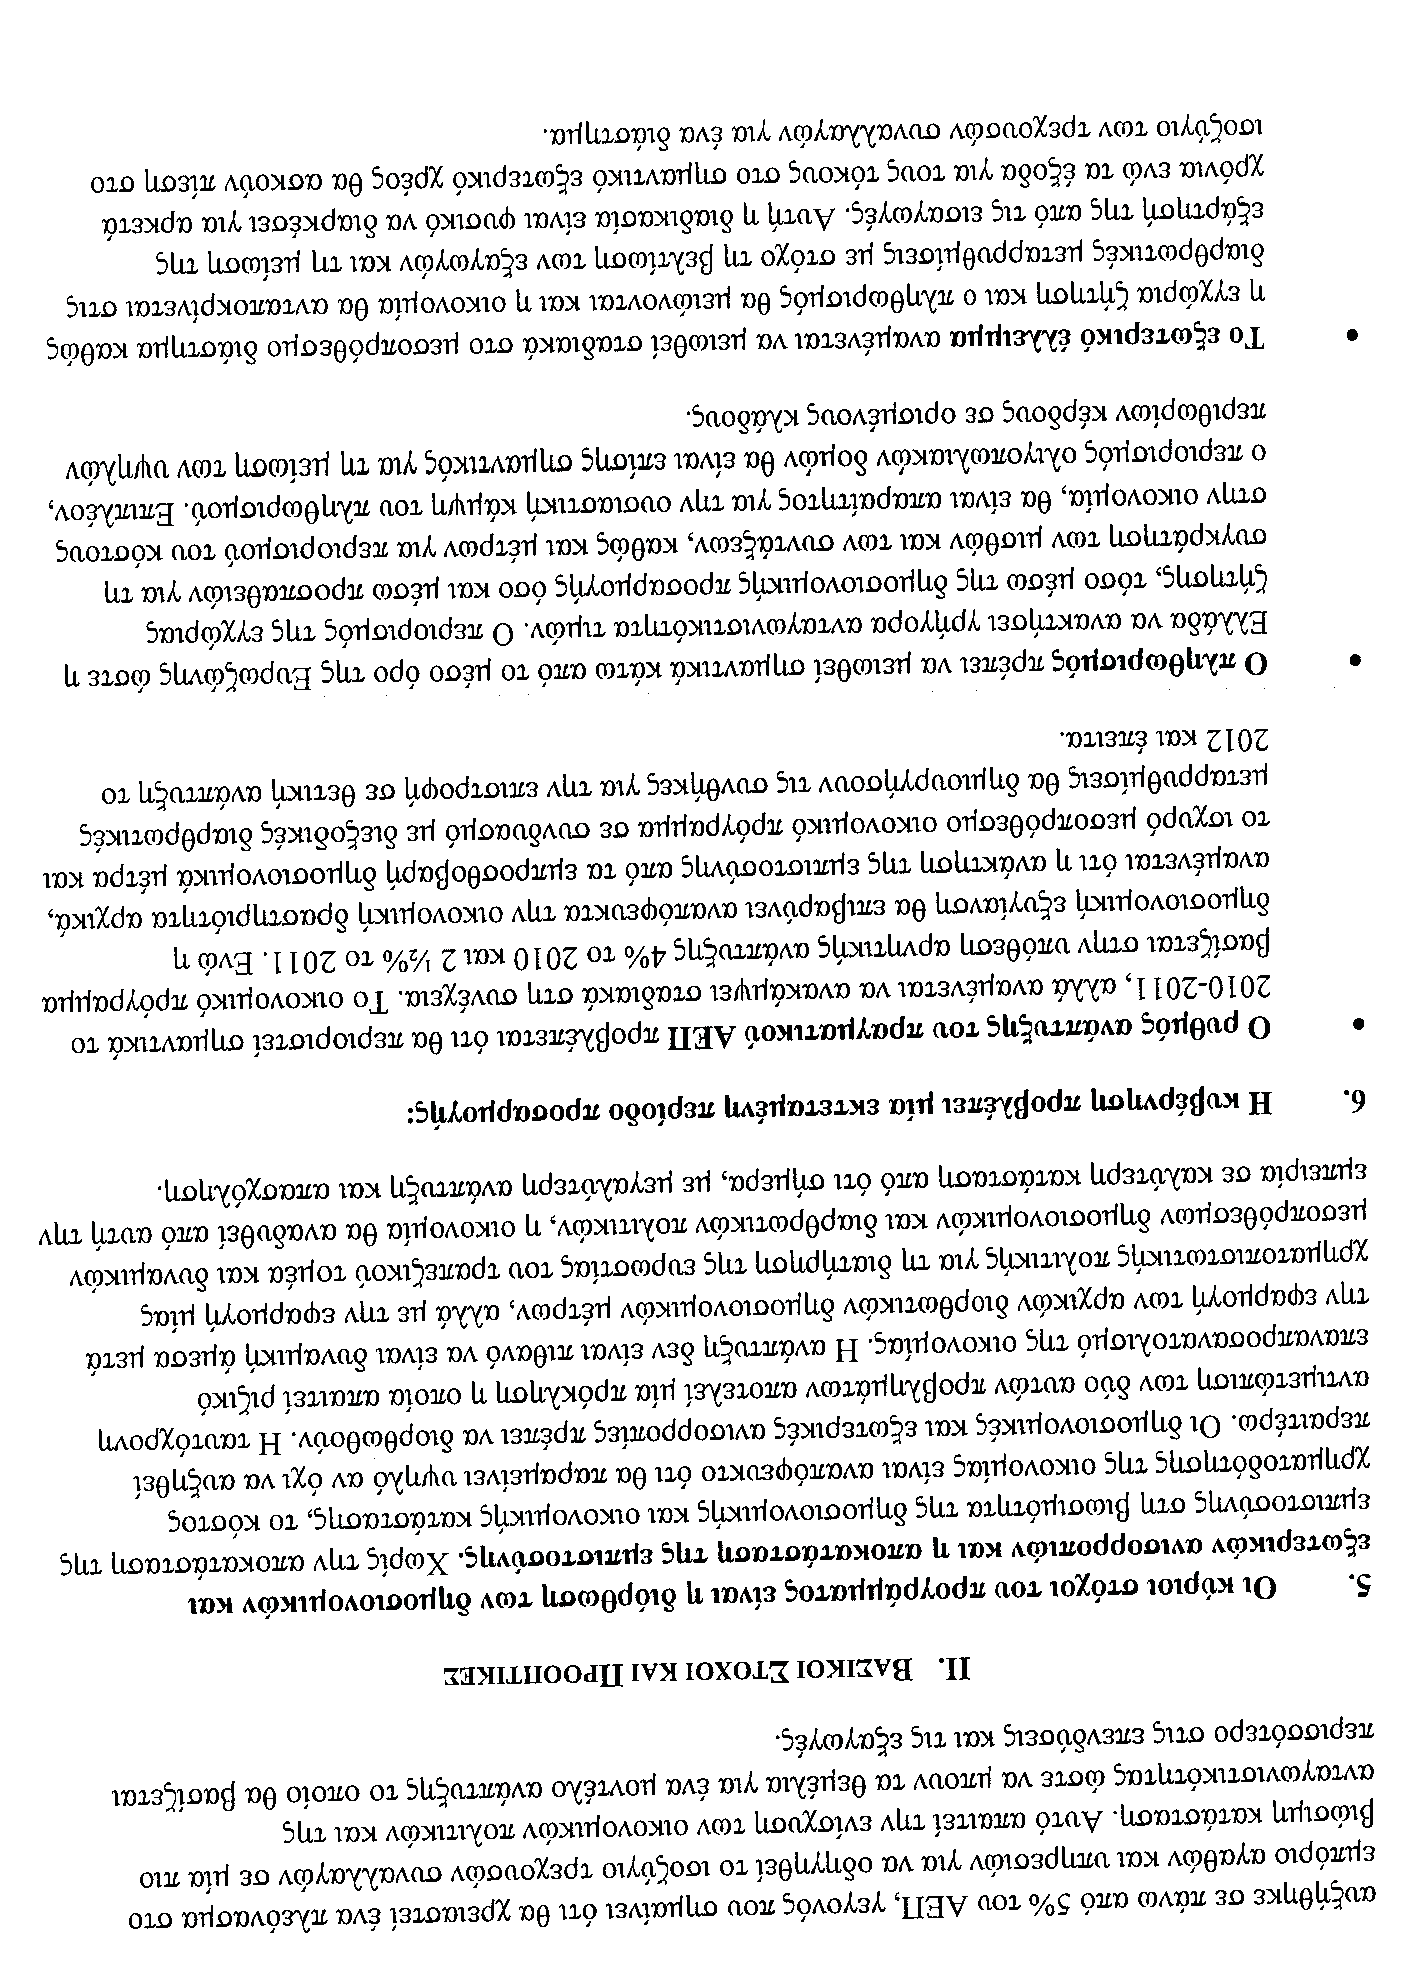 αυξήθηκε σε πάνω από 5% του ΑΕΠ, γεγονός που σημαίνει ότι θα χρειαστεί ένα πλεόνασμα στο
εμπόριο αγαθών και υπηρεσιών για να οδηγηθεί το ισοζύγιο τρεχουσών συναλλαγών σε μία πιο
βιώσιμη κατάσταση. Αυτό απαιτεί την ενίσχυση των οικονομικών πολιτικών και της
ανταγωνιστικότητας ώστε να μπουν τα θεμέλια για ένα μοντέλο ανάπτυξης το οποίο θα βασίζεται
περισσότερο στις επενδύσεις και τις εξαγωγές.
II. ΒΑΣΙΚΟΙ ΣΤΟΧΟΙ ΚΑΙ ΠΡΟΟΠΤΙΚΕΣ
5. Οι κύριοι στόχοι του προγράμματος είναι η διόρθωση των δημοσιονομικών και
εξωτερικών ανισορροπιών και η αποκατάσταση της εμπιστοσύνης. Χωρίς την αποκατάσταση της
εμπιστοσύνης στη βιωσιμότητα της δημοσιονομικής και οικονομικής κατάστασης, το κόστος
χρηματοδότησης της οικονομίας είναι αναπόφευκτο ότι θα παραμείνει υψηλό αν όχι να αυξηθεί
περαιτέρω. Οι δημοσιονομικές και εξωτερικές ανισορροπίες πρέπει να διορθωθούν. Η ταυτόχρονη
αντιμετώπιση των δύο αυτών προβλημάτων αποτελεί μία πρόκληση η οποία απαιτεί ριζικό
επαναπροσανατολισμό της οικονομίας. Η ανάπτυξη δεν είναι πιθανό να είναι δυναμική άμεσα μετά
την εφαρμογή των αρχικών διορθωτικών δημοσιονομικών μέτρων, αλλά με την εφαρμογή μίας
χρηματοπιστωτικής πολιτικής για τη διατήρηση της ευρωστίας του τραπεζικού τομέα και δυναμικών
μεσοπρόθεσμων δημοσιονομικών και διαρθρωτικών πολιτικών, η οικονομία θα αναδυθεί από αυτή την
εμπειρία σε καλύτερη κατάσταση από ότι σήμερα, με μεγαλύτερη ανάπτυξη και απασχόληση.
6. Η κυβέρνηση προβλέπει μία εκτεταμένη περίοδο προσαρμογής:
• Ο ρυθμός ανάπτυξης του πραγματικού ΑΕΠ προβλέπεται ότι θα περιοριστεί σημαντικά το
2010-2011, αλλά αναμένεται να ανακάμψει σταδιακά στη συνέχεια. Το οικονομικό πρόγραμμα
βασίζεται στην υπόθεση αρνητικής ανάπτυξης 4% το 2010 και 2 ½% το 2011. Ενώ η
δημοσιονομική εξυγίανση θα επιβαρύνει αναπόφευκτα την οικονομική δραστηριότητα αρχικά,
αναμένεται ότι η ανάκτηση της εμπιστοσύνης από τα εμπροσθοβαρή δημοσιονομικά μέτρα και
το ισχυρό μεσοπρόθεσμο οικονομικό πρόγραμμα σε συνδυασμό με διεξοδικές διαρθρωτικές
μεταρρυθμίσεις θα δημιουργήσουν τις συνθήκες για την επιστροφή σε θετική ανάπτυξη το
2012 και έπειτα.
• Ο πληθωρισμός πρέπει να μειωθεί σημαντικά κάτω από το μέσο όρο της Ευρωζώνης ώστε η
Ελλάδα να ανακτήσει γρήγορα ανταγωνιστικότητα τιμών. Ο περιορισμός της εγχώριας
ζήτησης, τόσο μέσω της δημοσιονομικής προσαρμογής όσο και μέσω προσπαθειών για τη
συγκράτηση των μισθών και των συντάξεων, καθώς και μέτρων για περιορισμού του κόστους
στην οικονομία, θα είναι απαραίτητος για την ουσιαστική κάμψη του πληθωρισμού. Επιπλέον,
ο περιορισμός ολιγοπωλιακών δομών θα είναι επίσης σημαντικός για τη μείωση των υψηλών
περιθωρίων κέρδους σε ορισμένους κλάδους.
• Το εξωτερικό έλλειμμα αναμένεται να μειωθεί σταδιακά στο μεσοπρόθεσμο διάστημα καθώς
η εγχώρια ζήτηση και ο πληθωρισμός θα μειώνονται και η οικονομία θα ανταποκρίνεται στις
διαρθρωτικές μεταρρυθμίσεις με στόχο τη βελτίωση των εξαγωγών και τη μείωση της
εξάρτηση της από τις εισαγωγές. Αυτή η διαδικασία είναι φυσικό να διαρκέσει για αρκετά
χρόνια ενώ τα έξοδα για τους τόκους στο σημαντικό εξωτερικό χρέος θα ασκούν πίεση στο
ισοζύγιο των τρεχουσών συναλλαγών για ένα διάστημα.